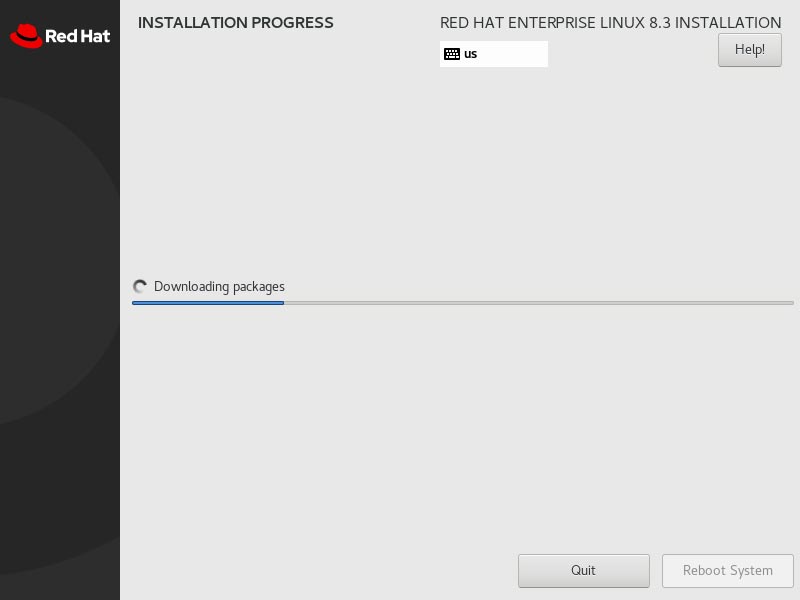 Red Hat
INSTALLATION PROGRESS
RED HAT ENTERPRISE LINUX 8.3 INSTALLATION
us
Help!
Downloading packages
Quit
Reboot System